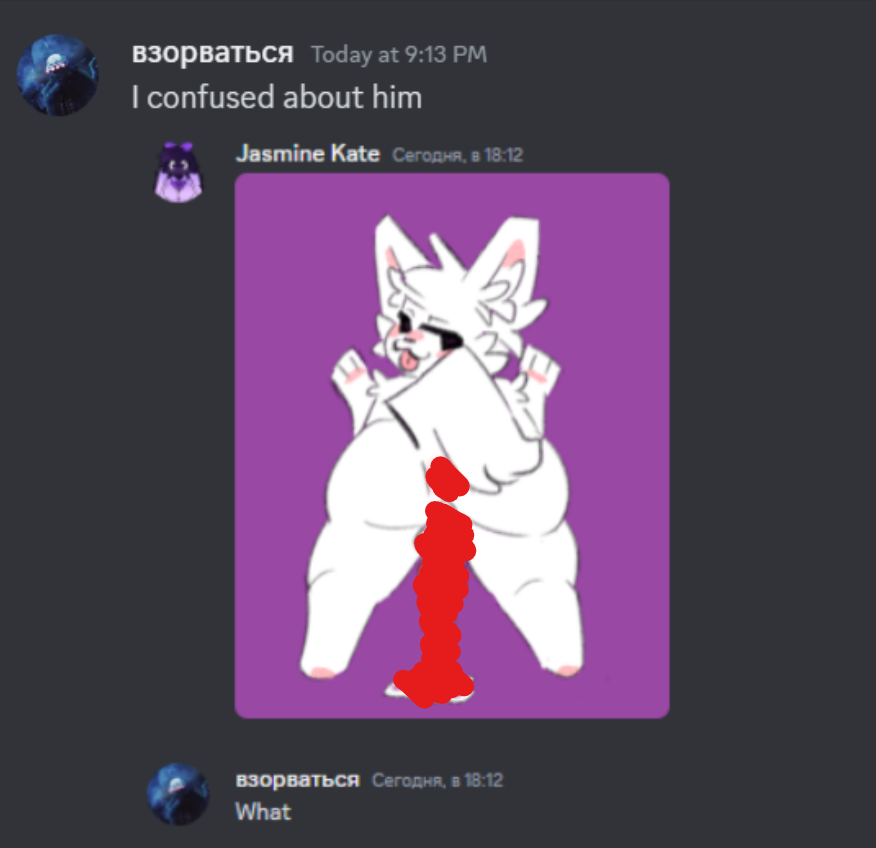 взорваться Today at 9:13 PM
I confused about him
Jasmine Kate Сегодня, в 18:12
взорваться Сегодня, в 18:12
What